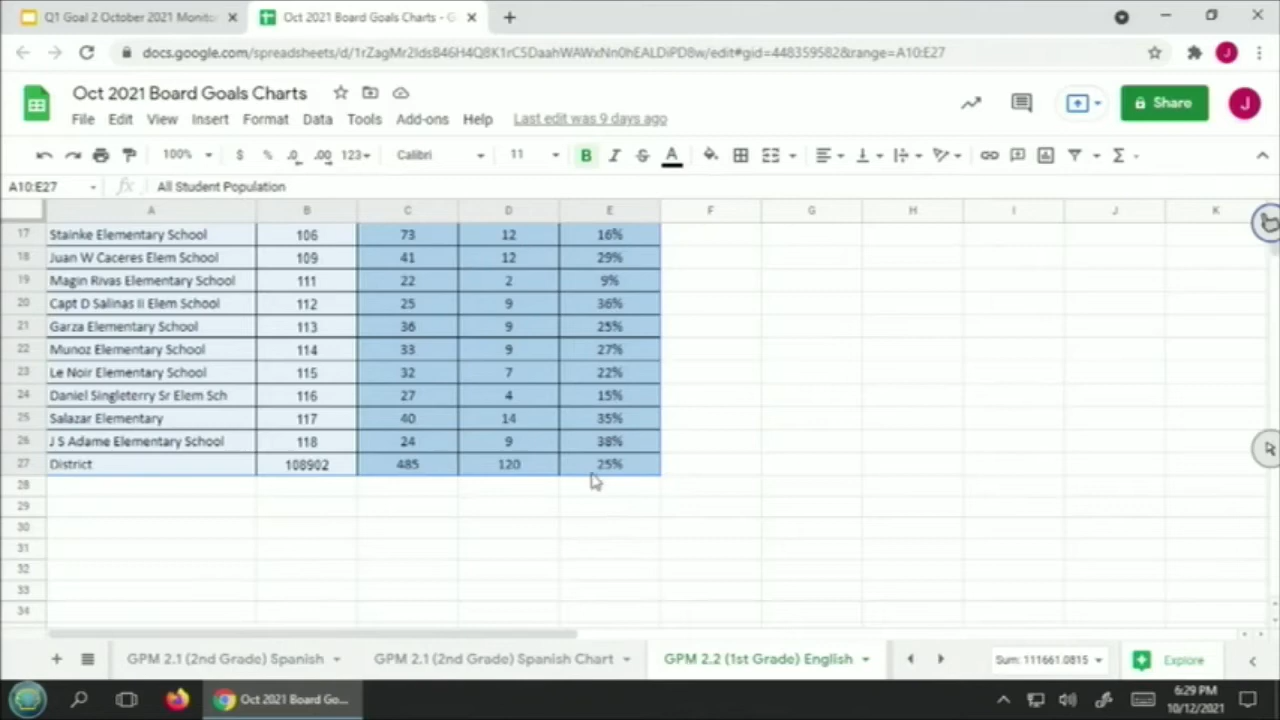 Q1 Goal 2 October 2021 Monito
Oct 2021 Board Goals Charts - G
docs.google.com/spreadsheets/d/1rZagMr2IdsB46H4Q8K1rC5DaahWAWxNn0hEALDiPD8w/edit#gid=448359582&range=A10:E27
J
Oct 2021 Board Goals Charts
File Edit View Insert Format Data Tools Add-ons Help Last edit was 9 days ago
Share
J
100% $ % .0 .00 123 Calibri 11 B I S A
A10:E27 fx All Student Population
A B C D E F G H I J K
17 Stainke Elementary School 106 73 12 16%
18 Juan W Caceres Elem School 109 41 12 29%
19 Magin Rivas Elementary School 111 22 2 9%
20 Capt D Salinas II Elem School 112 25 9 36%
21 Garza Elementary School 113 36 9 25%
22 Munoz Elementary School 114 33 9 27%
23 Le Noir Elementary School 115 32 7 22%
24 Daniel Singleterry Sr Elem Sch 116 27 4 15%
25 Salazar Elementary 117 40 14 35%
26 J S Adame Elementary School 118 24 9 38%
27 District 108902 485 120 25%
28
29
30
31
32
33
34
GPM 2.1 (2nd Grade) Spanish GPM 2.1 (2nd Grade) Spanish Chart GPM 2.2 (1st Grade) English Sum: 111661.0815 Explore
Oct 2021 Board Go...
6:29 PM
10/12/2021